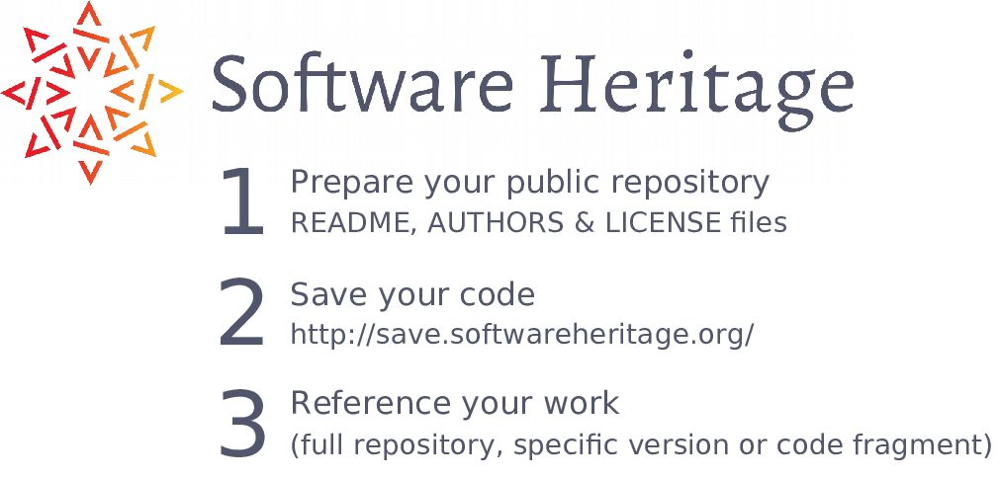 Software Heritage
1 Prepare your public repository
README, AUTHORS & LICENSE files
2 Save your code
http://save.softwareheritage.org/
3 Reference your work
(full repository, specific version or code fragment)